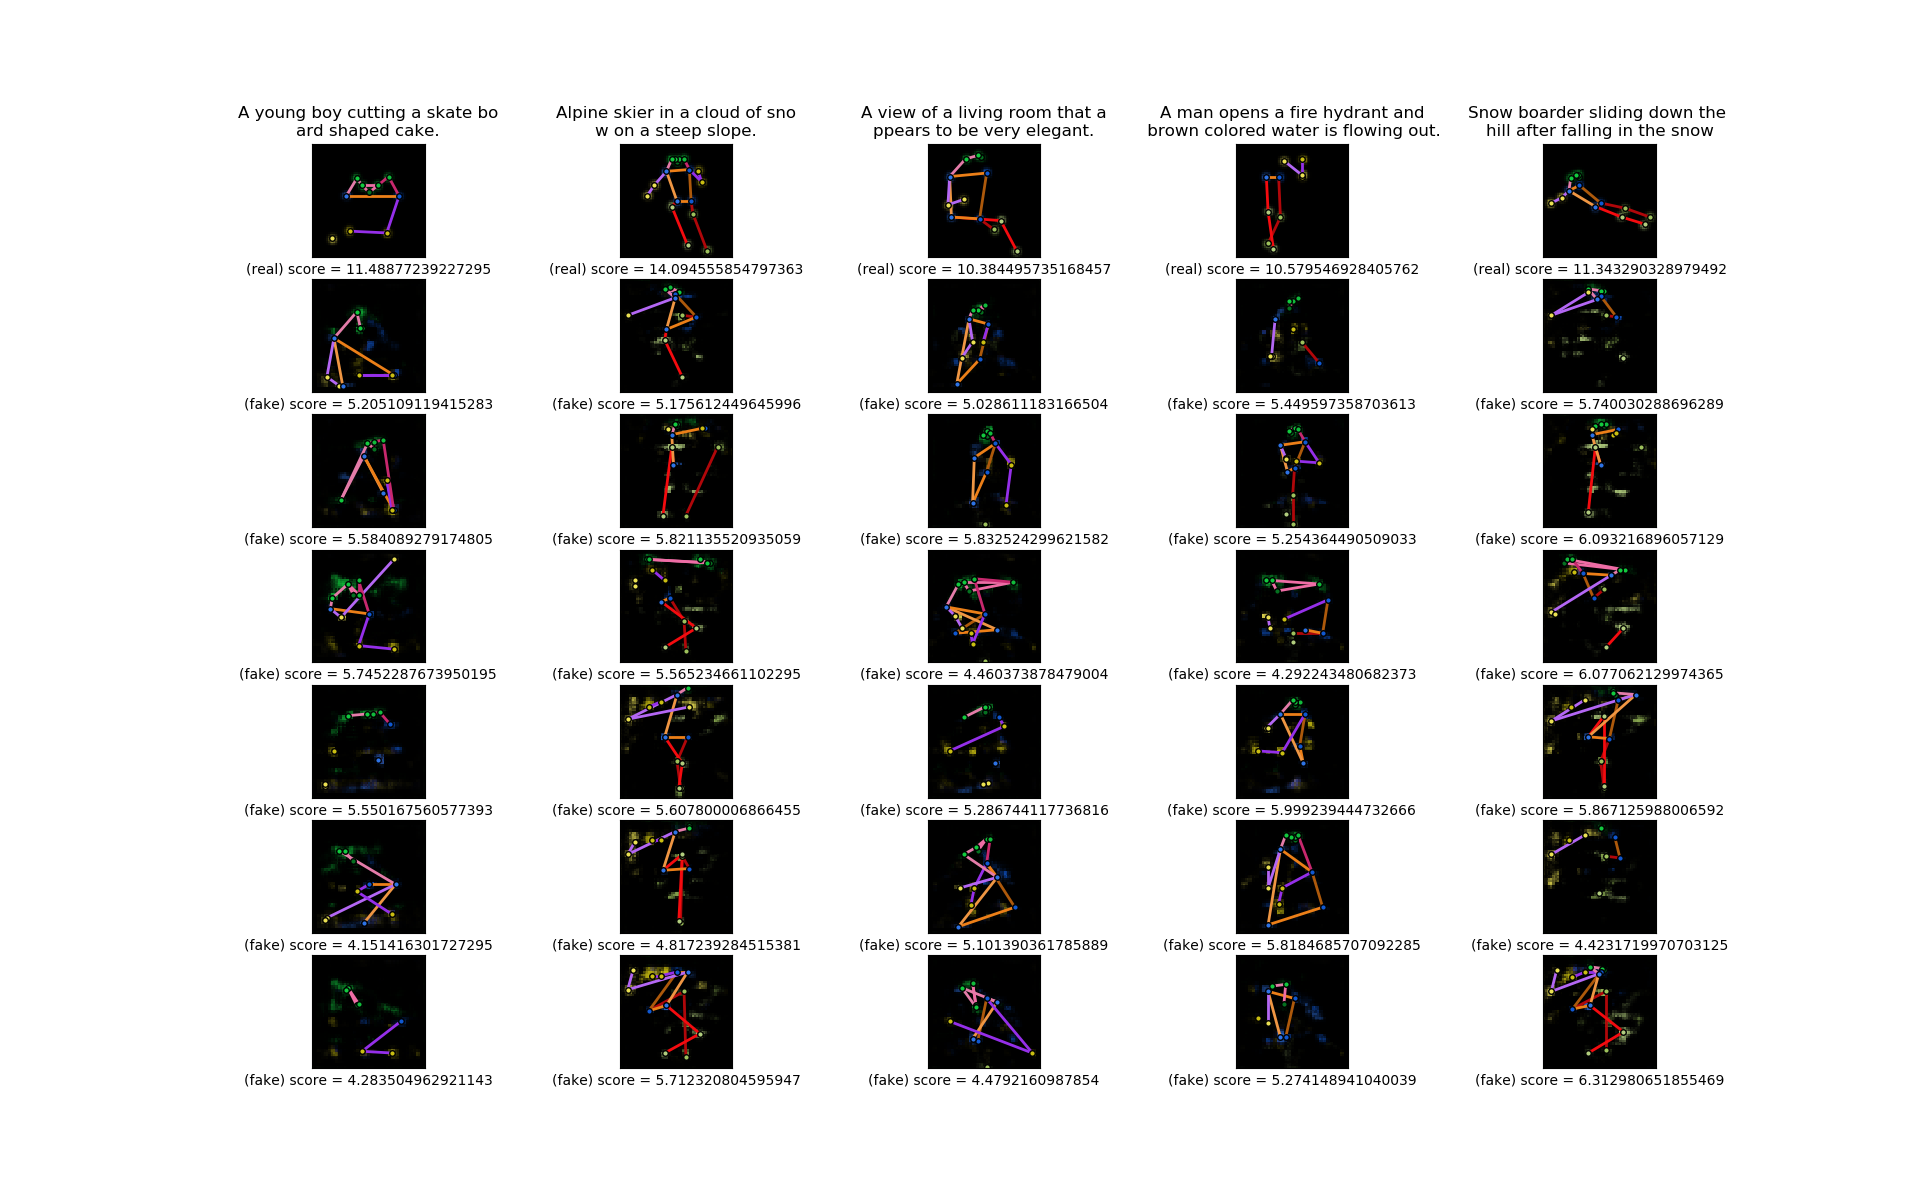 A young boy cutting a skate bo
ard shaped cake.
Alpine skier in a cloud of sno
w on a steep slope.
A view of a living room that a
ppears to be very elegant.
A man opens a fire hydrant and
brown colored water is flowing out.
Snow boarder sliding down the
hill after falling in the snow
(real) score = 11.48877239227295
(real) score = 14.094555854797363
(real) score = 10.384495735168457
(real) score = 10.579546928405762
(real) score = 11.343290328979492
(fake) score = 5.205109119415283
(fake) score = 5.175612449645996
(fake) score = 5.028611183166504
(fake) score = 5.449597358703613
(fake) score = 5.740030288696289
(fake) score = 5.584089279174805
(fake) score = 5.821135520935059
(fake) score = 5.832524299621582
(fake) score = 5.254364490509033
(fake) score = 6.093216896057129
(fake) score = 5.7452287673950195
(fake) score = 5.565234661102295
(fake) score = 4.460373878479004
(fake) score = 4.292243480682373
(fake) score = 6.077062129974365
(fake) score = 5.550167560577393
(fake) score = 5.607800006866455
(fake) score = 5.286744117736816
(fake) score = 5.999239444732666
(fake) score = 5.867125988006592
(fake) score = 4.151416301727295
(fake) score = 4.817239284515381
(fake) score = 5.101390361785889
(fake) score = 5.8184685707092285
(fake) score = 4.4231719970703125
(fake) score = 4.283504962921143
(fake) score = 5.712320804595947
(fake) score = 4.4792160987854
(fake) score = 5.274148941040039
(fake) score = 6.312980651855469